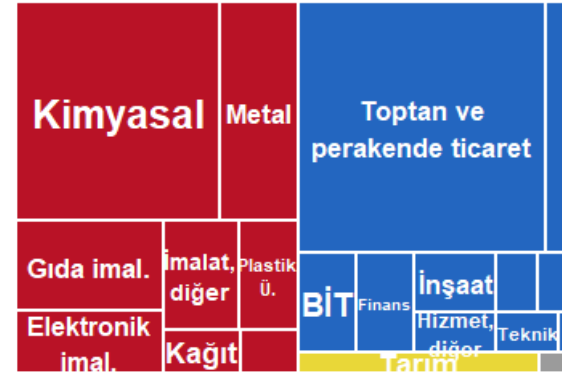 Kimyasal
Metal
Toptan ve
perakende ticaret
Gıda imal.
İmalat,
diğer
Plastik
Ü.
Elektronik
imal.
Kağıt
BİT
Finans
İnşaat
Hizmet,
diğer
Teknik
Tarım